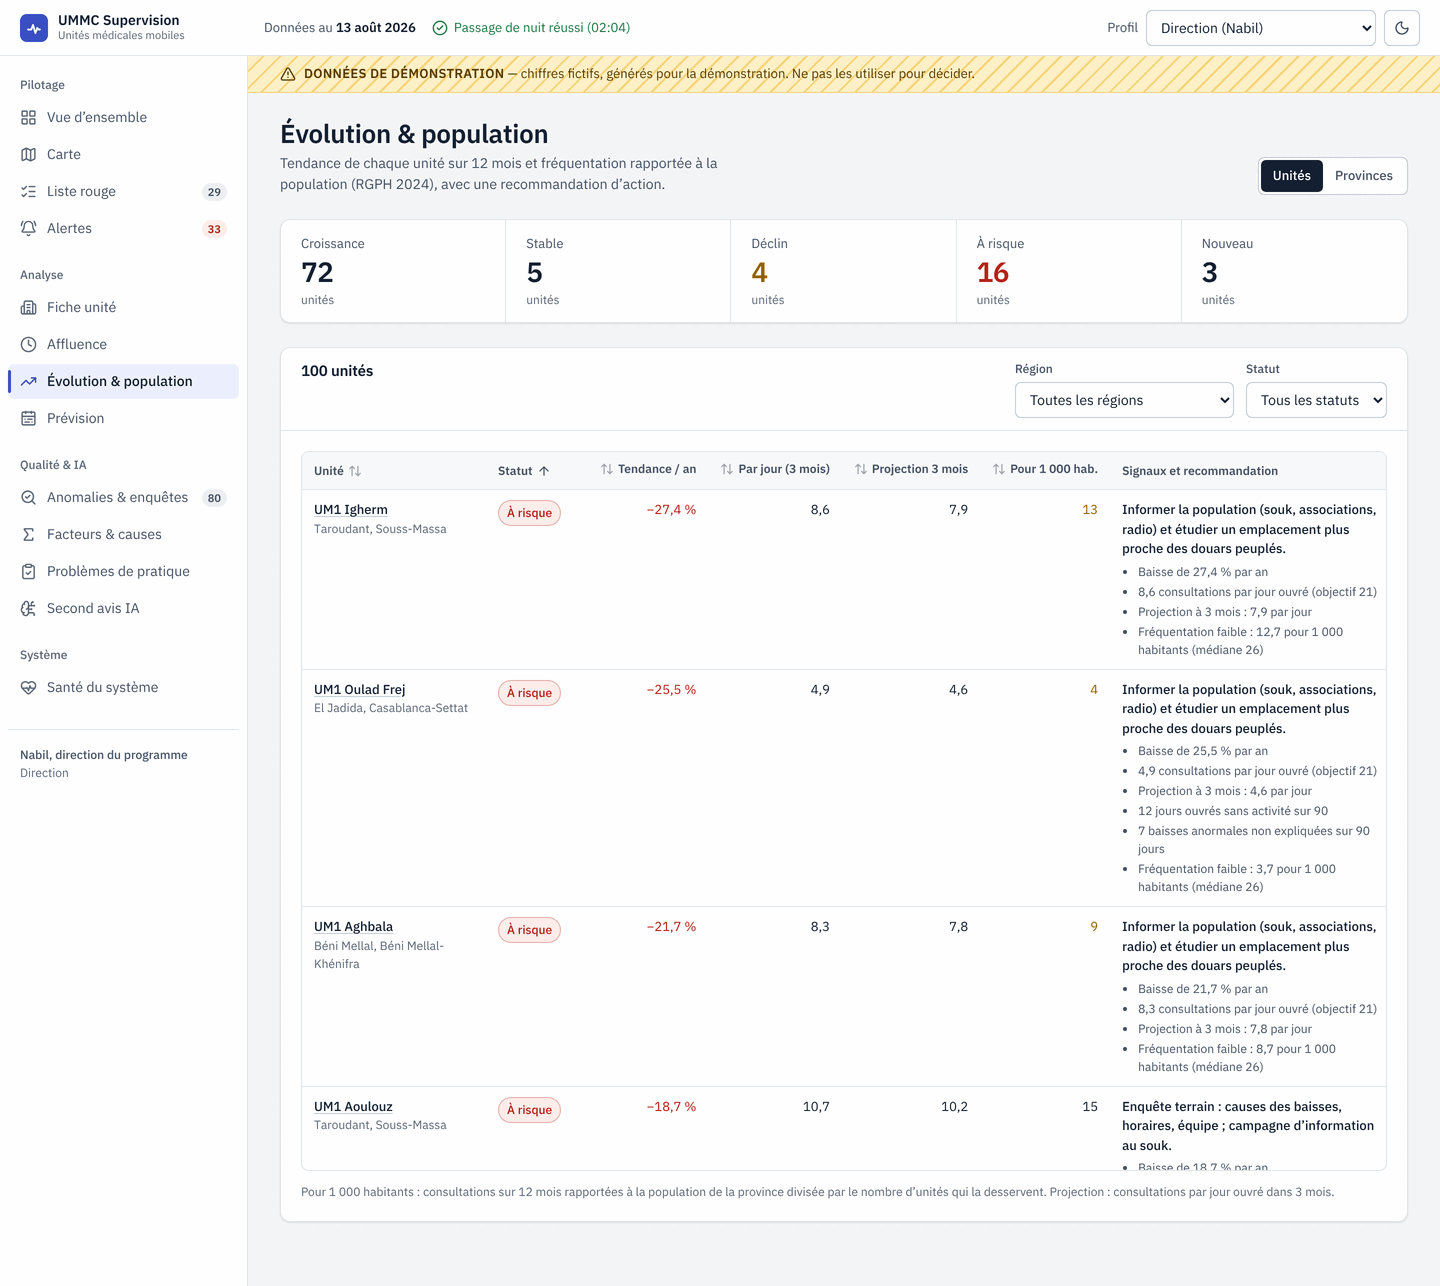 UMMC Supervision
Unités médicales mobiles
Données au 13 août 2026
Passage de nuit réussi (02:04)
Profil
Direction (Nabil)
DONNÉES DE DÉMONSTRATION — chiffres fictifs, générés pour la démonstration. Ne pas les utiliser pour décider.
Pilotage
Vue d’ensemble
Carte
Liste rouge 29
Alertes 33
Analyse
Fiche unité
Affluence
Évolution & population
Prévision
Qualité & IA
Anomalies & enquêtes 80
Facteurs & causes
Problèmes de pratique
Second avis IA
Système
Santé du système
Nabil, direction du programme
Direction
Évolution & population
Tendance de chaque unité sur 12 mois et fréquentation rapportée à la
population (RGPH 2024), avec une recommandation d’action.
Unités Provinces
Croissance
72
unités
Stable
5
unités
Déclin
4
unités
À risque
16
unités
Nouveau
3
unités
100 unités
Région
Toutes les régions
Statut
Tous les statuts
Unité Statut Tendance / an Par jour (3 mois) Projection 3 mois Pour 1 000 hab. Signaux et recommandation
UM1 Igherm
Taroudant, Souss-Massa
À risque −27,4 % 8,6 7,9 13
Informer la population (souk, associations,
radio) et étudier un emplacement plus
proche des douars peuplés.
• Baisse de 27,4 % par an
• 8,6 consultations par jour ouvré (objectif 21)
• Projection à 3 mois : 7,9 par jour
• Fréquentation faible : 12,7 pour 1 000
habitants (médiane 26)
UM1 Oulad Frej
El Jadida, Casablanca-Settat
À risque −25,5 % 4,9 4,6 4
Informer la population (souk, associations,
radio) et étudier un emplacement plus
proche des douars peuplés.
• Baisse de 25,5 % par an
• 4,9 consultations par jour ouvré (objectif 21)
• Projection à 3 mois : 4,6 par jour
• 12 jours ouvrés sans activité sur 90
• 7 baisses anormales non expliquées sur 90
jours
• Fréquentation faible : 3,7 pour 1 000
habitants (médiane 26)
UM1 Aghbala
Béni Mellal, Béni Mellal-
Khénifra
À risque −21,7 % 8,3 7,8 9
Informer la population (souk, associations,
radio) et étudier un emplacement plus
proche des douars peuplés.
• Baisse de 21,7 % par an
• 8,3 consultations par jour ouvré (objectif 21)
• Projection à 3 mois : 7,8 par jour
• Fréquentation faible : 8,7 pour 1 000
habitants (médiane 26)
UM1 Aoulouz
Taroudant, Souss-Massa
À risque −18,7 % 10,7 10,2 15
Enquête terrain : causes des baisses,
horaires, équipe ; campagne d’information
au souk.
• Baisse de 18,7 % par an
Pour 1 000 habitants : consultations sur 12 mois rapportées à la population de la province divisée par le nombre d’unités qui la desservent. Projection : consultations par jour ouvré dans 3 mois.